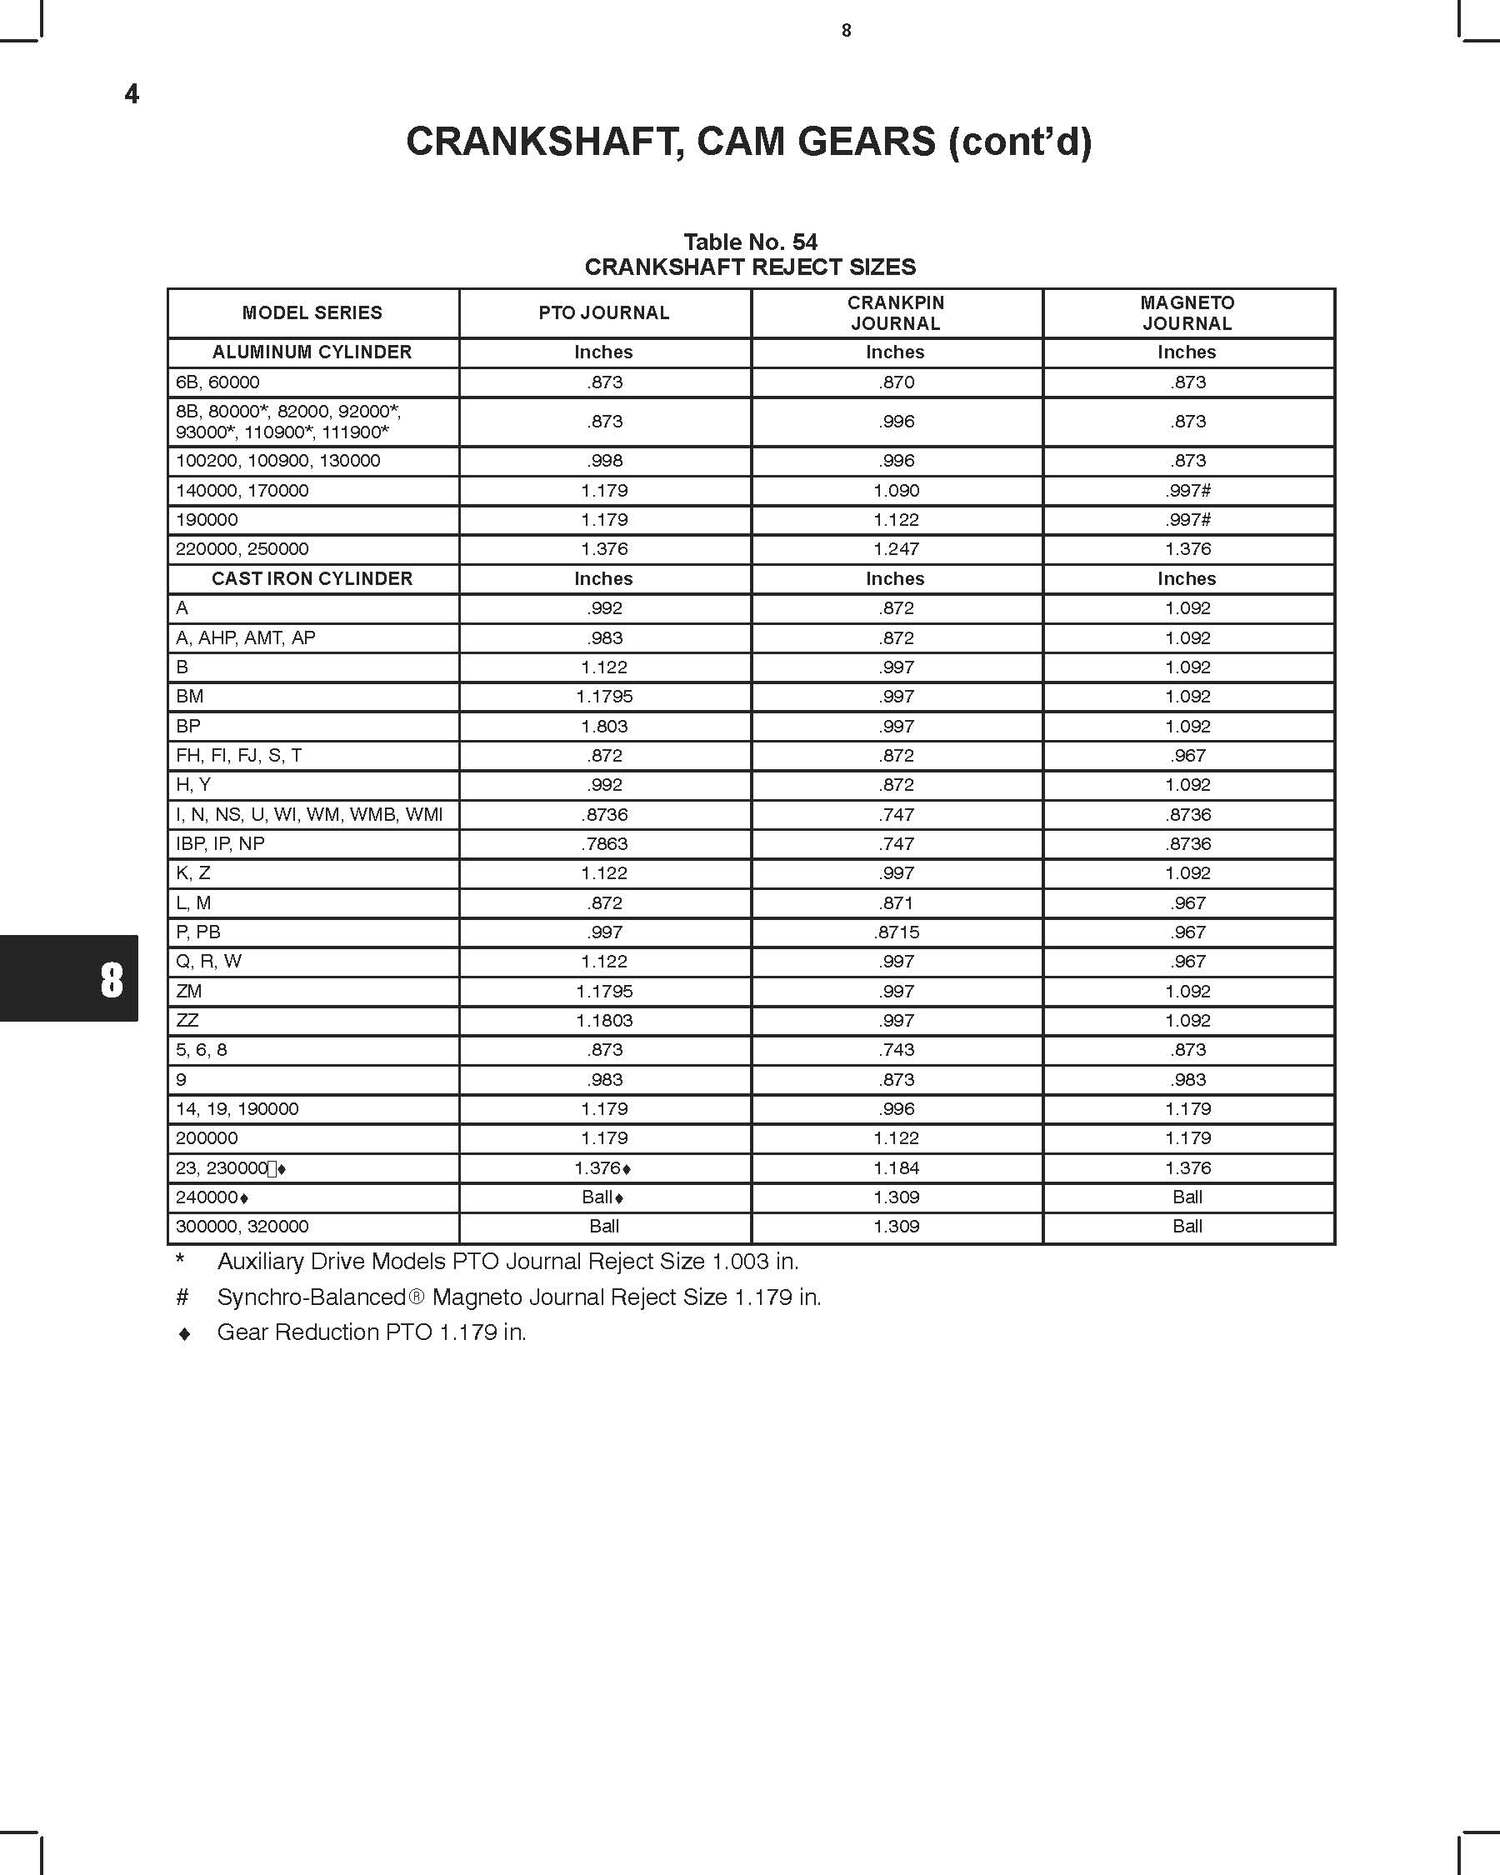 8
4
CRANKSHAFT, CAM GEARS (cont’d)
Table No. 54
CRANKSHAFT REJECT SIZES
MODEL SERIES PTO JOURNAL CRANKPIN JOURNAL MAGNETO JOURNAL
ALUMINUM CYLINDER Inches Inches Inches
6B, 60000 .873 .870 .873
8B, 80000*, 82000, 92000*,
93000*, 110900*, 111900* .873 .996 .873
100200, 100900, 130000 .998 .996 .873
140000, 170000 1.179 1.090 .997#
190000 1.179 1.122 .997#
220000, 250000 1.376 1.247 1.376
CAST IRON CYLINDER Inches Inches Inches
A .992 .872 1.092
A, AHP, AMT, AP .983 .872 1.092
B 1.122 .997 1.092
BM 1.1795 .997 1.092
BP 1.803 .997 1.092
FH, FI, FJ, S, T .872 .872 .967
H, Y .992 .872 1.092
I, N, NS, U, WI, WM, WMB, WMI .8736 .747 .8736
IBP, IP, NP .7863 .747 .8736
K, Z 1.122 .997 1.092
L, M .872 .871 .967
P, PB .997 .8715 .967
Q, R, W 1.122 .997 .967
ZM 1.1795 .997 1.092
ZZ 1.1803 .997 1.092
5, 6, 8 .873 .743 .873
9 .983 .873 .983
14, 19, 190000 1.179 .996 1.179
200000 1.179 1.122 1.179
23, 230000▯♦ 1.376♦ 1.184 1.376
240000♦ Ball♦ 1.309 Ball
300000, 320000 Ball 1.309 Ball
* Auxiliary Drive Models PTO Journal Reject Size 1.003 in.
# Synchro-Balanced® Magneto Journal Reject Size 1.179 in.
♦ Gear Reduction PTO 1.179 in.
8